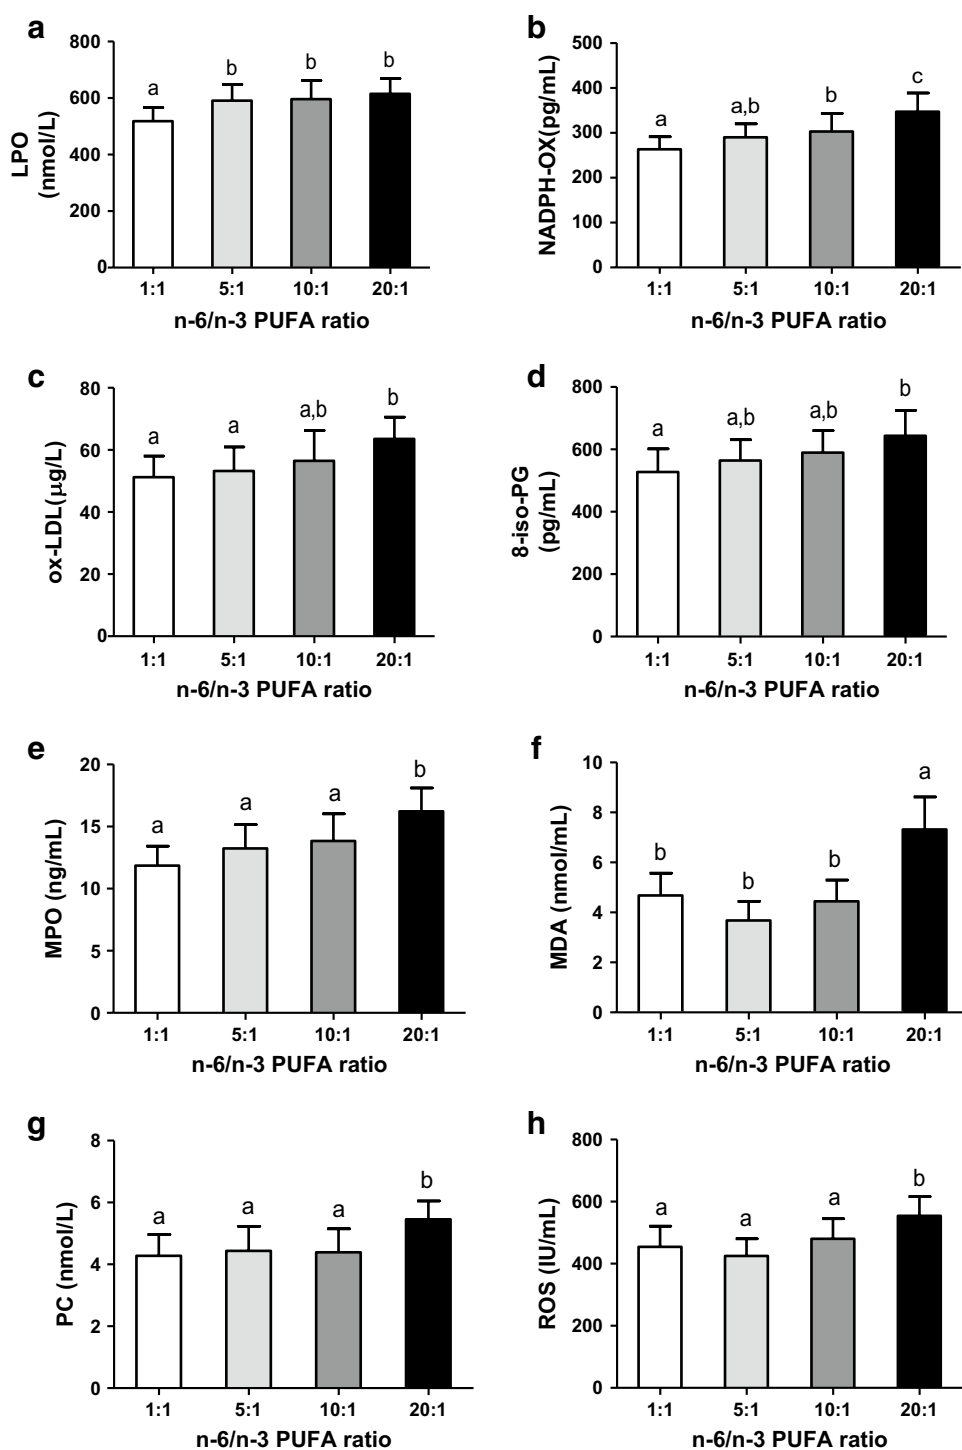 a
LPO
(nmol/L)
800
600
400
200
0
a
b
b
b
1:1
5:1
10:1
20:1
n-6/n-3 PUFA ratio
b
NADPH-OX(pg/mL)
500
400
300
200
100
0
a
a,b
b
c
1:1
5:1
10:1
20:1
n-6/n-3 PUFA ratio
c
ox-LDL(μg/L)
80
60
40
20
0
a
a
a,b
b
1:1
5:1
10:1
20:1
n-6/n-3 PUFA ratio
d
8-iso-PG
(pg/mL)
800
600
400
200
0
a
a,b
a,b
b
1:1
5:1
10:1
20:1
n-6/n-3 PUFA ratio
e
MPO (ng/mL)
20
15
10
5
0
a
a
a
b
1:1
5:1
10:1
20:1
n-6/n-3 PUFA ratio
f
MDA (nmol/mL)
10
8
6
4
2
0
b
b
b
a
1:1
5:1
10:1
20:1
n-6/n-3 PUFA ratio
g
PC (nmol/L)
8
6
4
2
0
a
a
a
b
1:1
5:1
10:1
20:1
n-6/n-3 PUFA ratio
h
ROS (IU/mL)
800
600
400
200
0
a
a
a
b
1:1
5:1
10:1
20:1
n-6/n-3 PUFA ratio